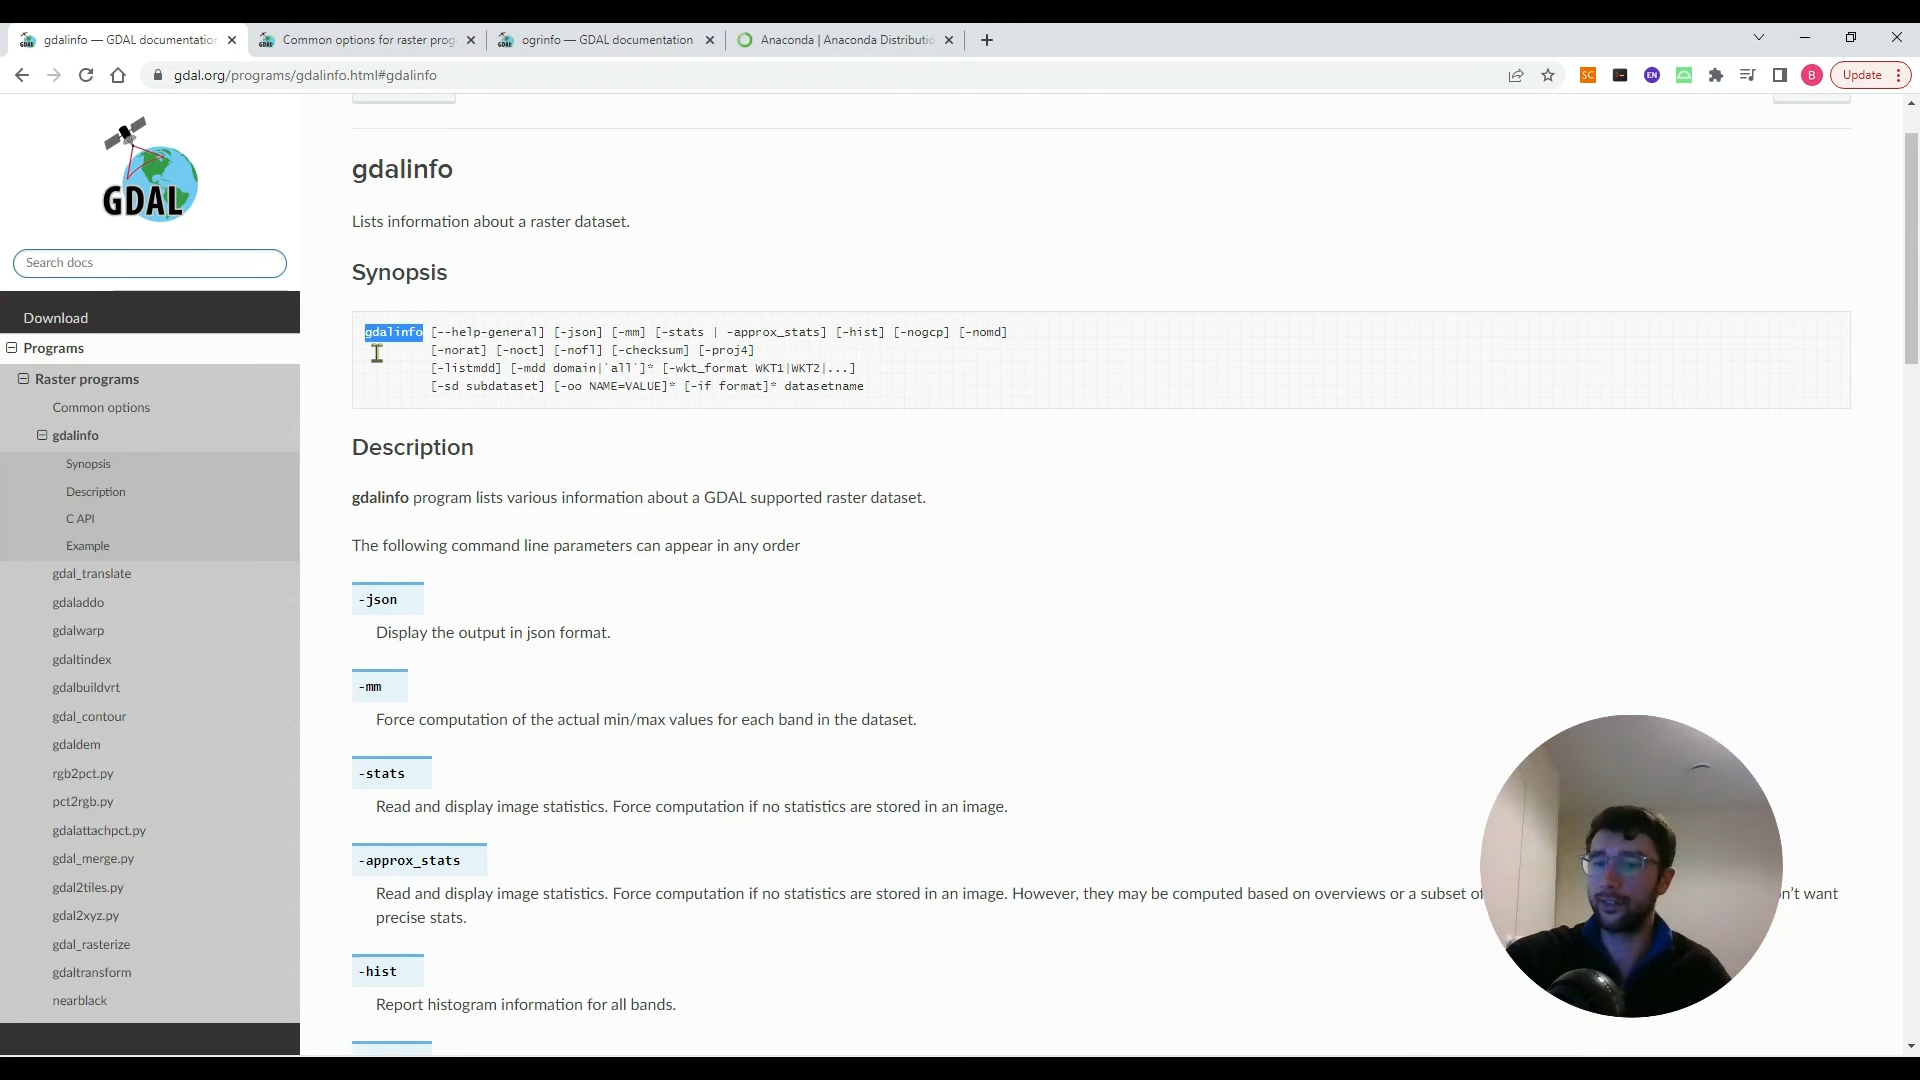 gdalinfo — GDAL documentation
Common options for raster prog
ogrinfo — GDAL documentation
Anaconda | Anaconda Distributio
gdal.org/programs/gdalinfo.html#gdalinfo
SC
EN
B
Update
GDAL
Search docs
Download
Programs
Raster programs
Common options
gdalinfo
Synopsis
Description
C API
Example
gdal_translate
gdaladdo
gdalwarp
gdaltindex
gdalbuildvrt
gdal_contour
gdaldem
rgb2pct.py
pct2rgb.py
gdalattachpct.py
gdal_merge.py
gdal2tiles.py
gdal2xyz.py
gdal_rasterize
gdaltransform
nearblack
gdalinfo
Lists information about a raster dataset.
Synopsis
gdalinfo [--help-general] [-json] [-mm] [-stats | -approx_stats] [-hist] [-nogcp] [-nomd]
[-norat] [-noct] [-nofl] [-checksum] [-proj4]
[-listmdd] [-mdd domain|`all`]* [-wkt_format WKT1|WKT2|...]
[-sd subdataset] [-oo NAME=VALUE]* [-if format]* datasetname
Description
gdalinfo program lists various information about a GDAL supported raster dataset.
The following command line parameters can appear in any order
-json
Display the output in json format.
-mm
Force computation of the actual min/max values for each band in the dataset.
-stats
Read and display image statistics. Force computation if no statistics are stored in an image.
-approx_stats
Read and display image statistics. Force computation if no statistics are stored in an image. However, they may be computed based on overviews or a subset of n't want
precise stats.
-hist
Report histogram information for all bands.